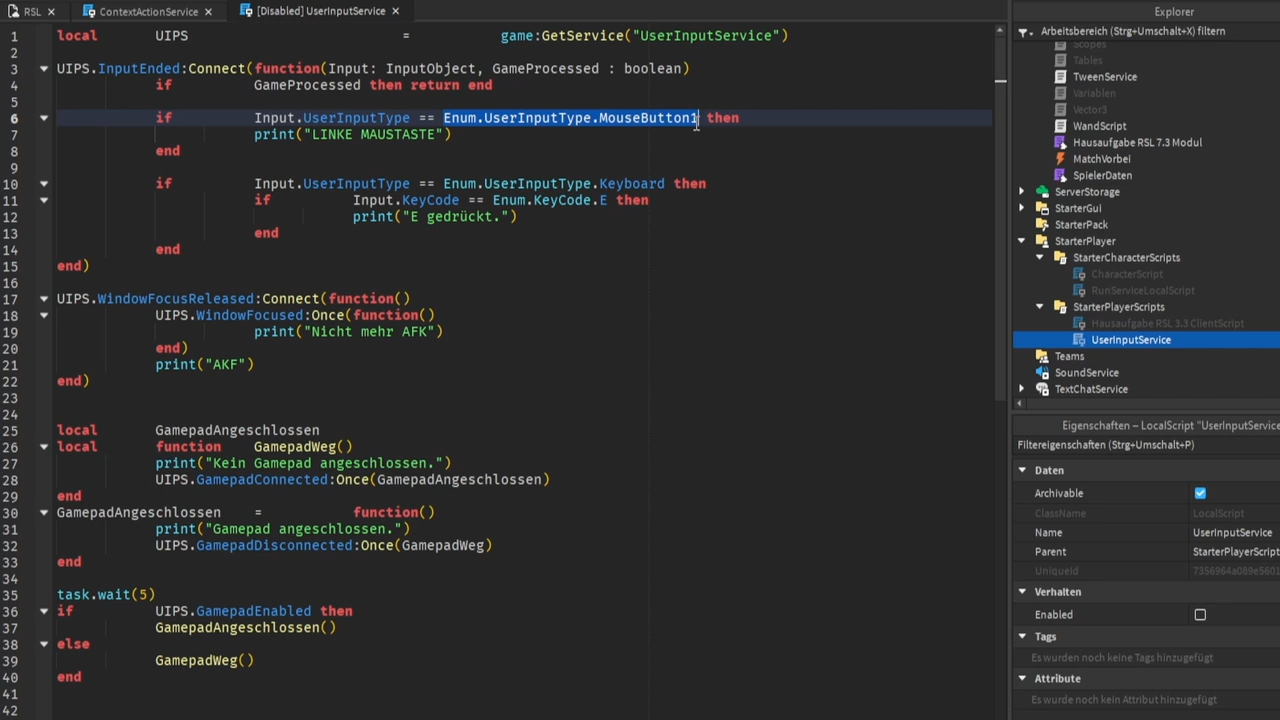 RSL
ContextActionService
[Disabled] UserInputService
1 local UIPS = game:GetService("UserInputService")
2
3 UIPS.InputEnded:Connect(function(Input: InputObject, GameProcessed : boolean)
4 if GameProcessed then return end
5
6 if Input.UserInputType == Enum.UserInputType.MouseButton1 then
7 print("LINKE MAUSTASTE")
8 end
9
10 if Input.UserInputType == Enum.UserInputType.Keyboard then
11 if Input.KeyCode == Enum.KeyCode.E then
12 print("E gedrückt.")
13 end
14 end
15 end)
16
17 UIPS.WindowFocusReleased:Connect(function()
18 UIPS.WindowFocused:Once(function()
19 print("Nicht mehr AFK")
20 end)
21 print("AKF")
22 end)
23
24
25 local GamepadAngeschlossen
26 local function GamepadWeg()
27 print("Kein Gamepad angeschlossen.")
28 UIPS.GamepadConnected:Once(GamepadAngeschlossen)
29 end
30 GamepadAngeschlossen = function()
31 print("Gamepad angeschlossen.")
32 UIPS.GamepadDisconnected:Once(GamepadWeg)
33 end
34
35 task.wait(5)
36 if UIPS.GamepadEnabled then
37 GamepadAngeschlossen()
38 else
39 GamepadWeg()
40 end
41
42
Explorer
Arbeitsbereich (Strg+Umschalt+X) filtern
Scopes
Tables
TweenService
Variablen
Vector3
WandScript
Hausaufgabe RSL 7.3 Modul
MatchVorbei
SpielerDaten
ServerStorage
StarterGui
StarterPack
StarterPlayer
StarterCharacterScripts
CharacterScript
RunServiceLocalScript
StarterPlayerScripts
Hausaufgabe RSL 3.3 ClientScript
UserInputService
Teams
SoundService
TextChatService
Eigenschaften – LocalScript "UserInputService
Filtereigenschaften (Strg+Umschalt+P)
Daten
Archivable
ClassName LocalScript
Name UserInputService
Parent StarterPlayerScript
UniqueId 7356964a089e5601
Verhalten
Enabled
Tags
Es wurden noch keine Tags hinzugefügt
Attribute
Es wurde noch kein Attribut hinzugefügt